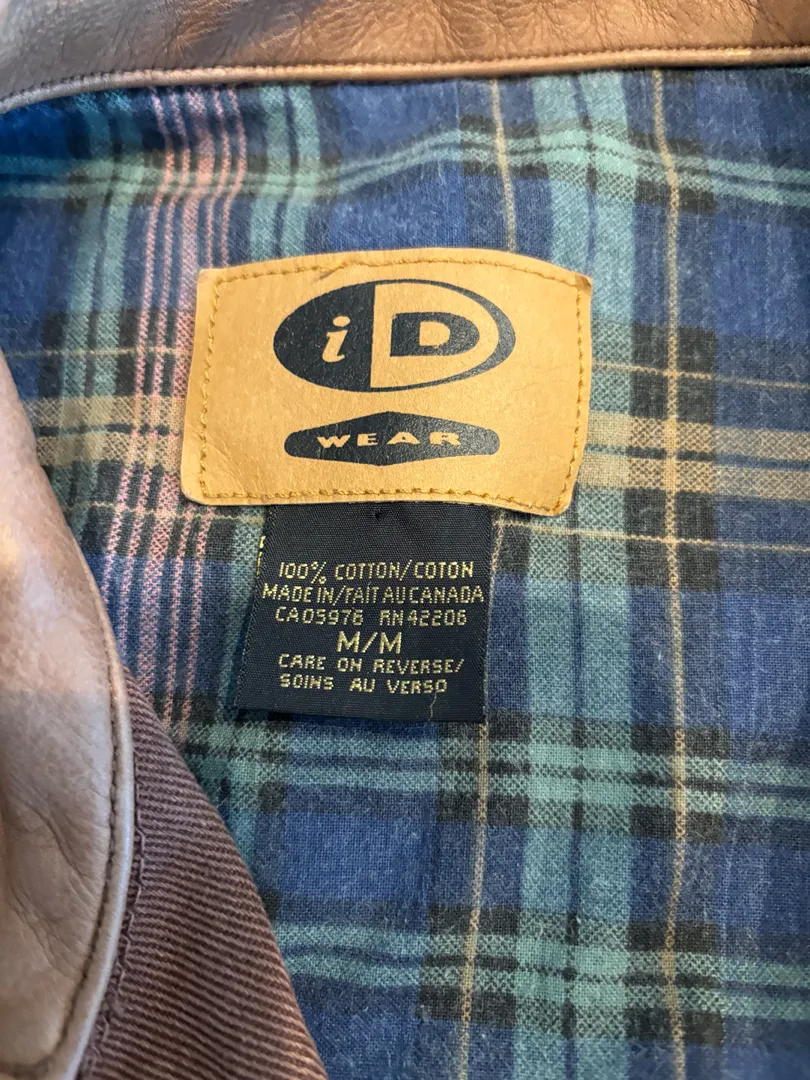 iD
WEAR
100% COTTON/COTON
MADE IN/FAIT AU CANADA
CA05976 RN42206
M/M
CARE ON REVERSE/
SOINS AU VERSO